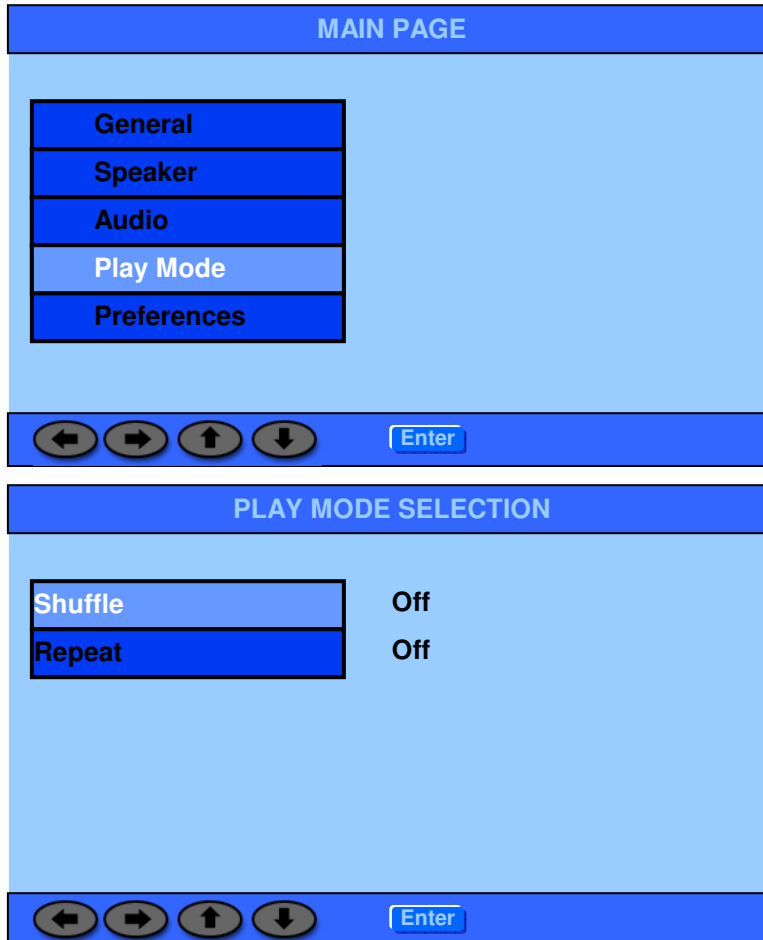 MAIN PAGE
General
Speaker
Audio
Play Mode
Preferences
Enter
PLAY MODE SELECTION
Shuffle Off
Repeat Off
Enter